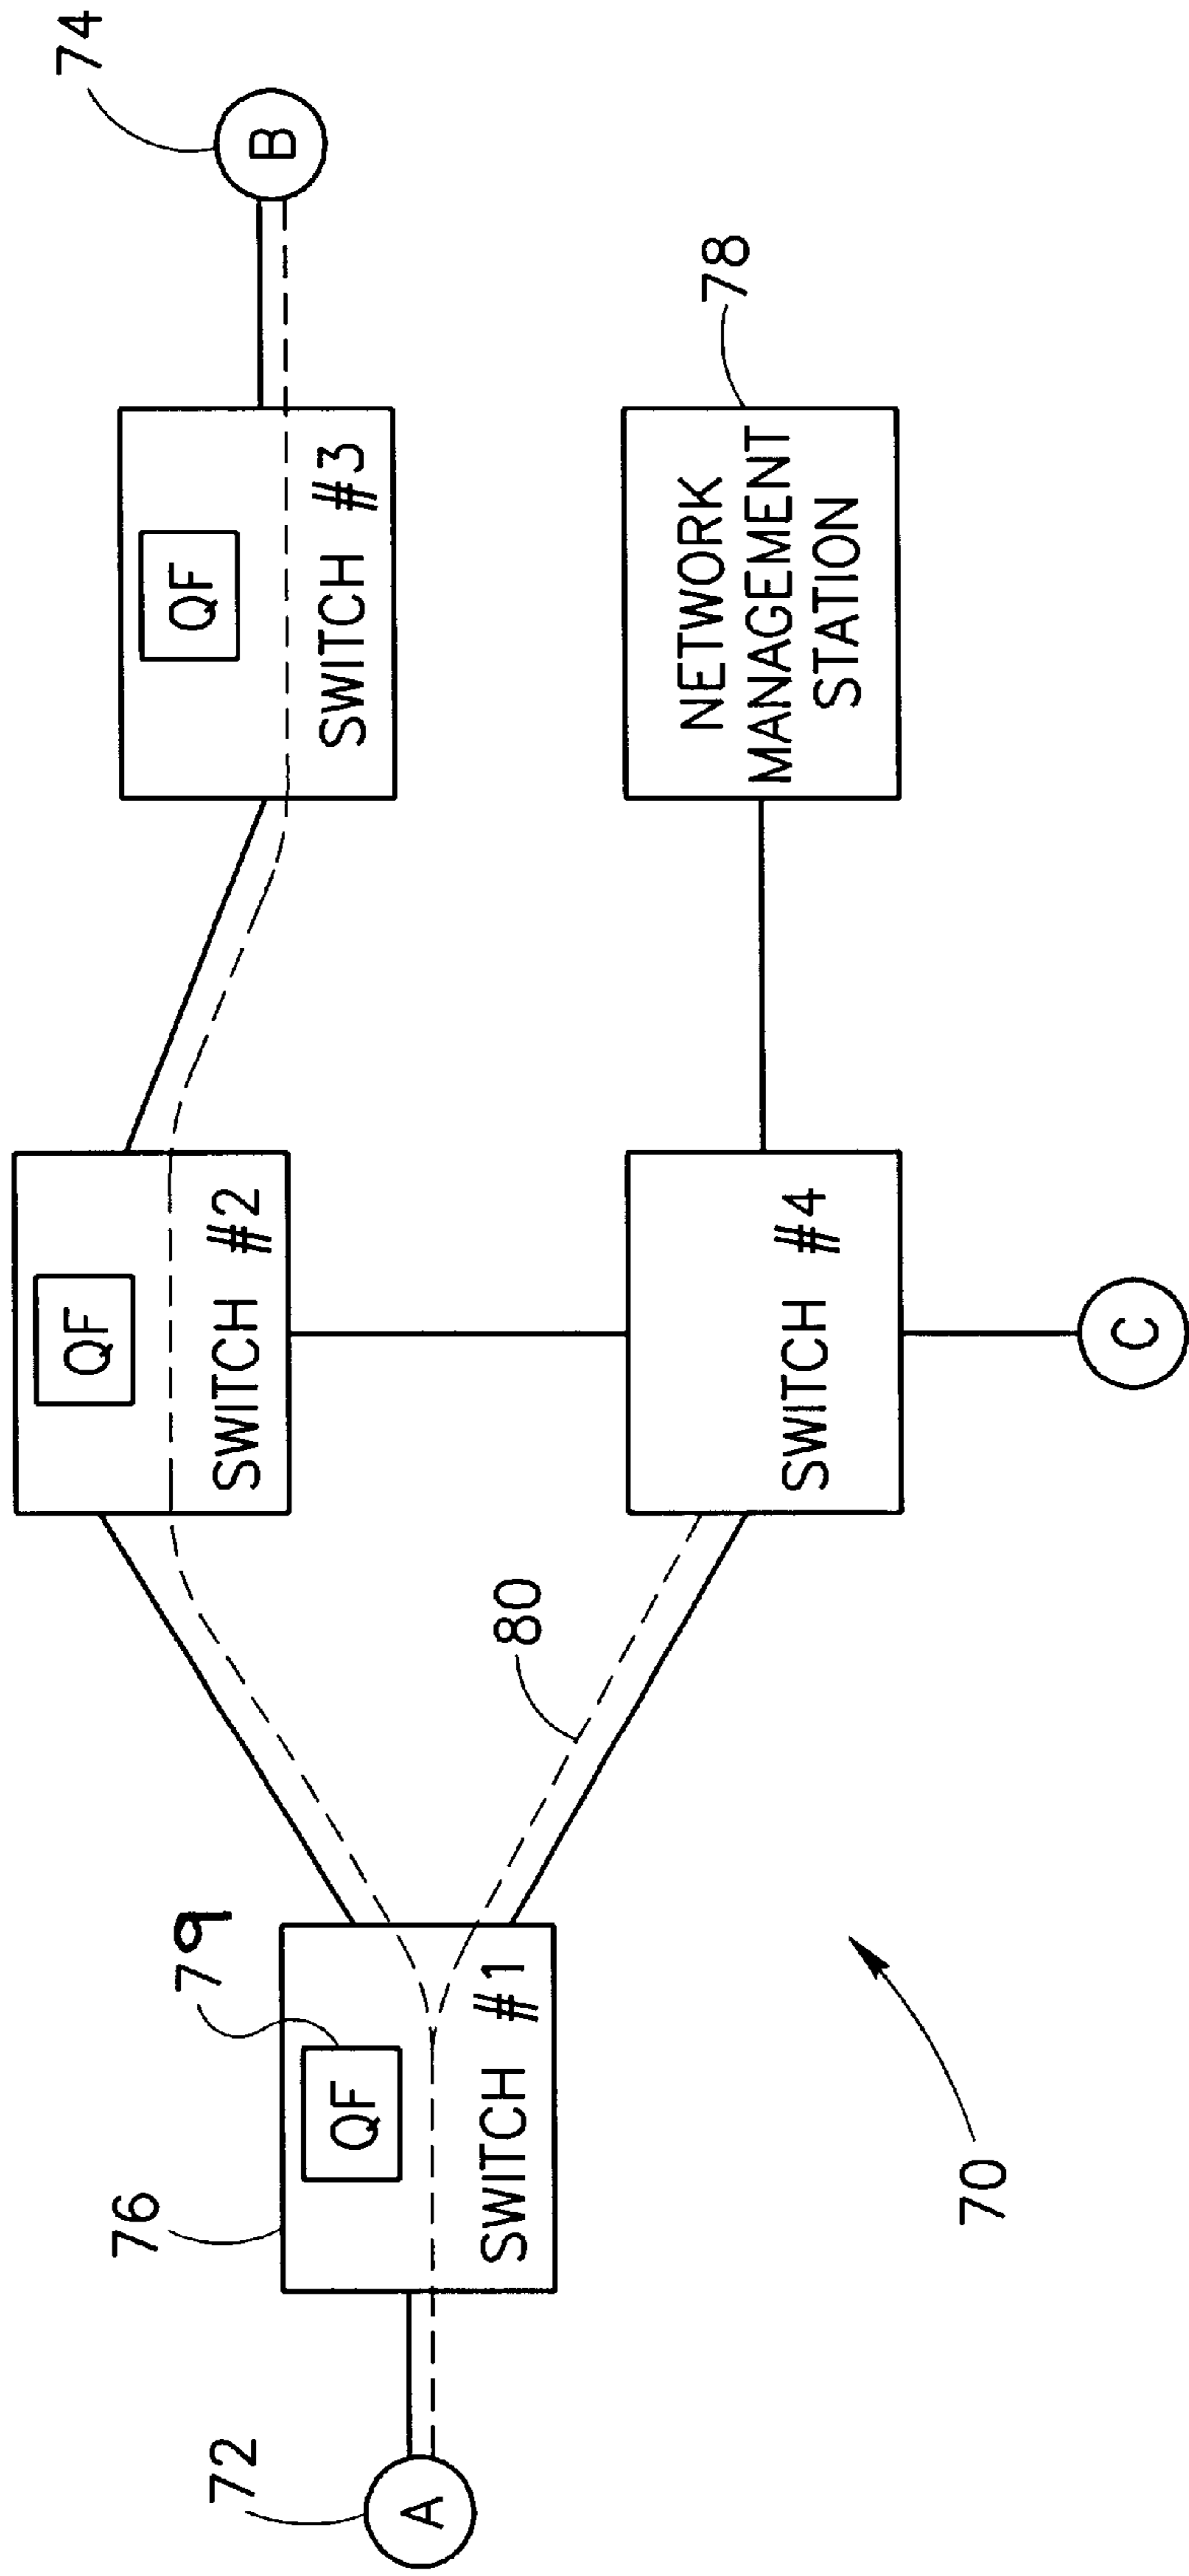 74
B
QF
SWITCH #3
NETWORK
MANAGEMENT
STATION
78
QF
SWITCH #2
SWITCH #4
C
80
79
QF
SWITCH #1
76
72
A
70